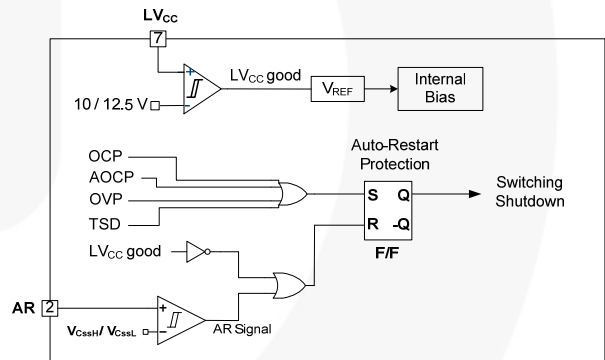 LVCC
7
LVCC good
VREF
Internal
Bias
10 / 12.5 V
OCP
AOCP
OVP
TSD
Auto-Restart
Protection
S Q
R -Q
F/F
Switching
Shutdown
LVCC good
AR 2
VCssH/ VCssL
AR Signal
+
-
+
-